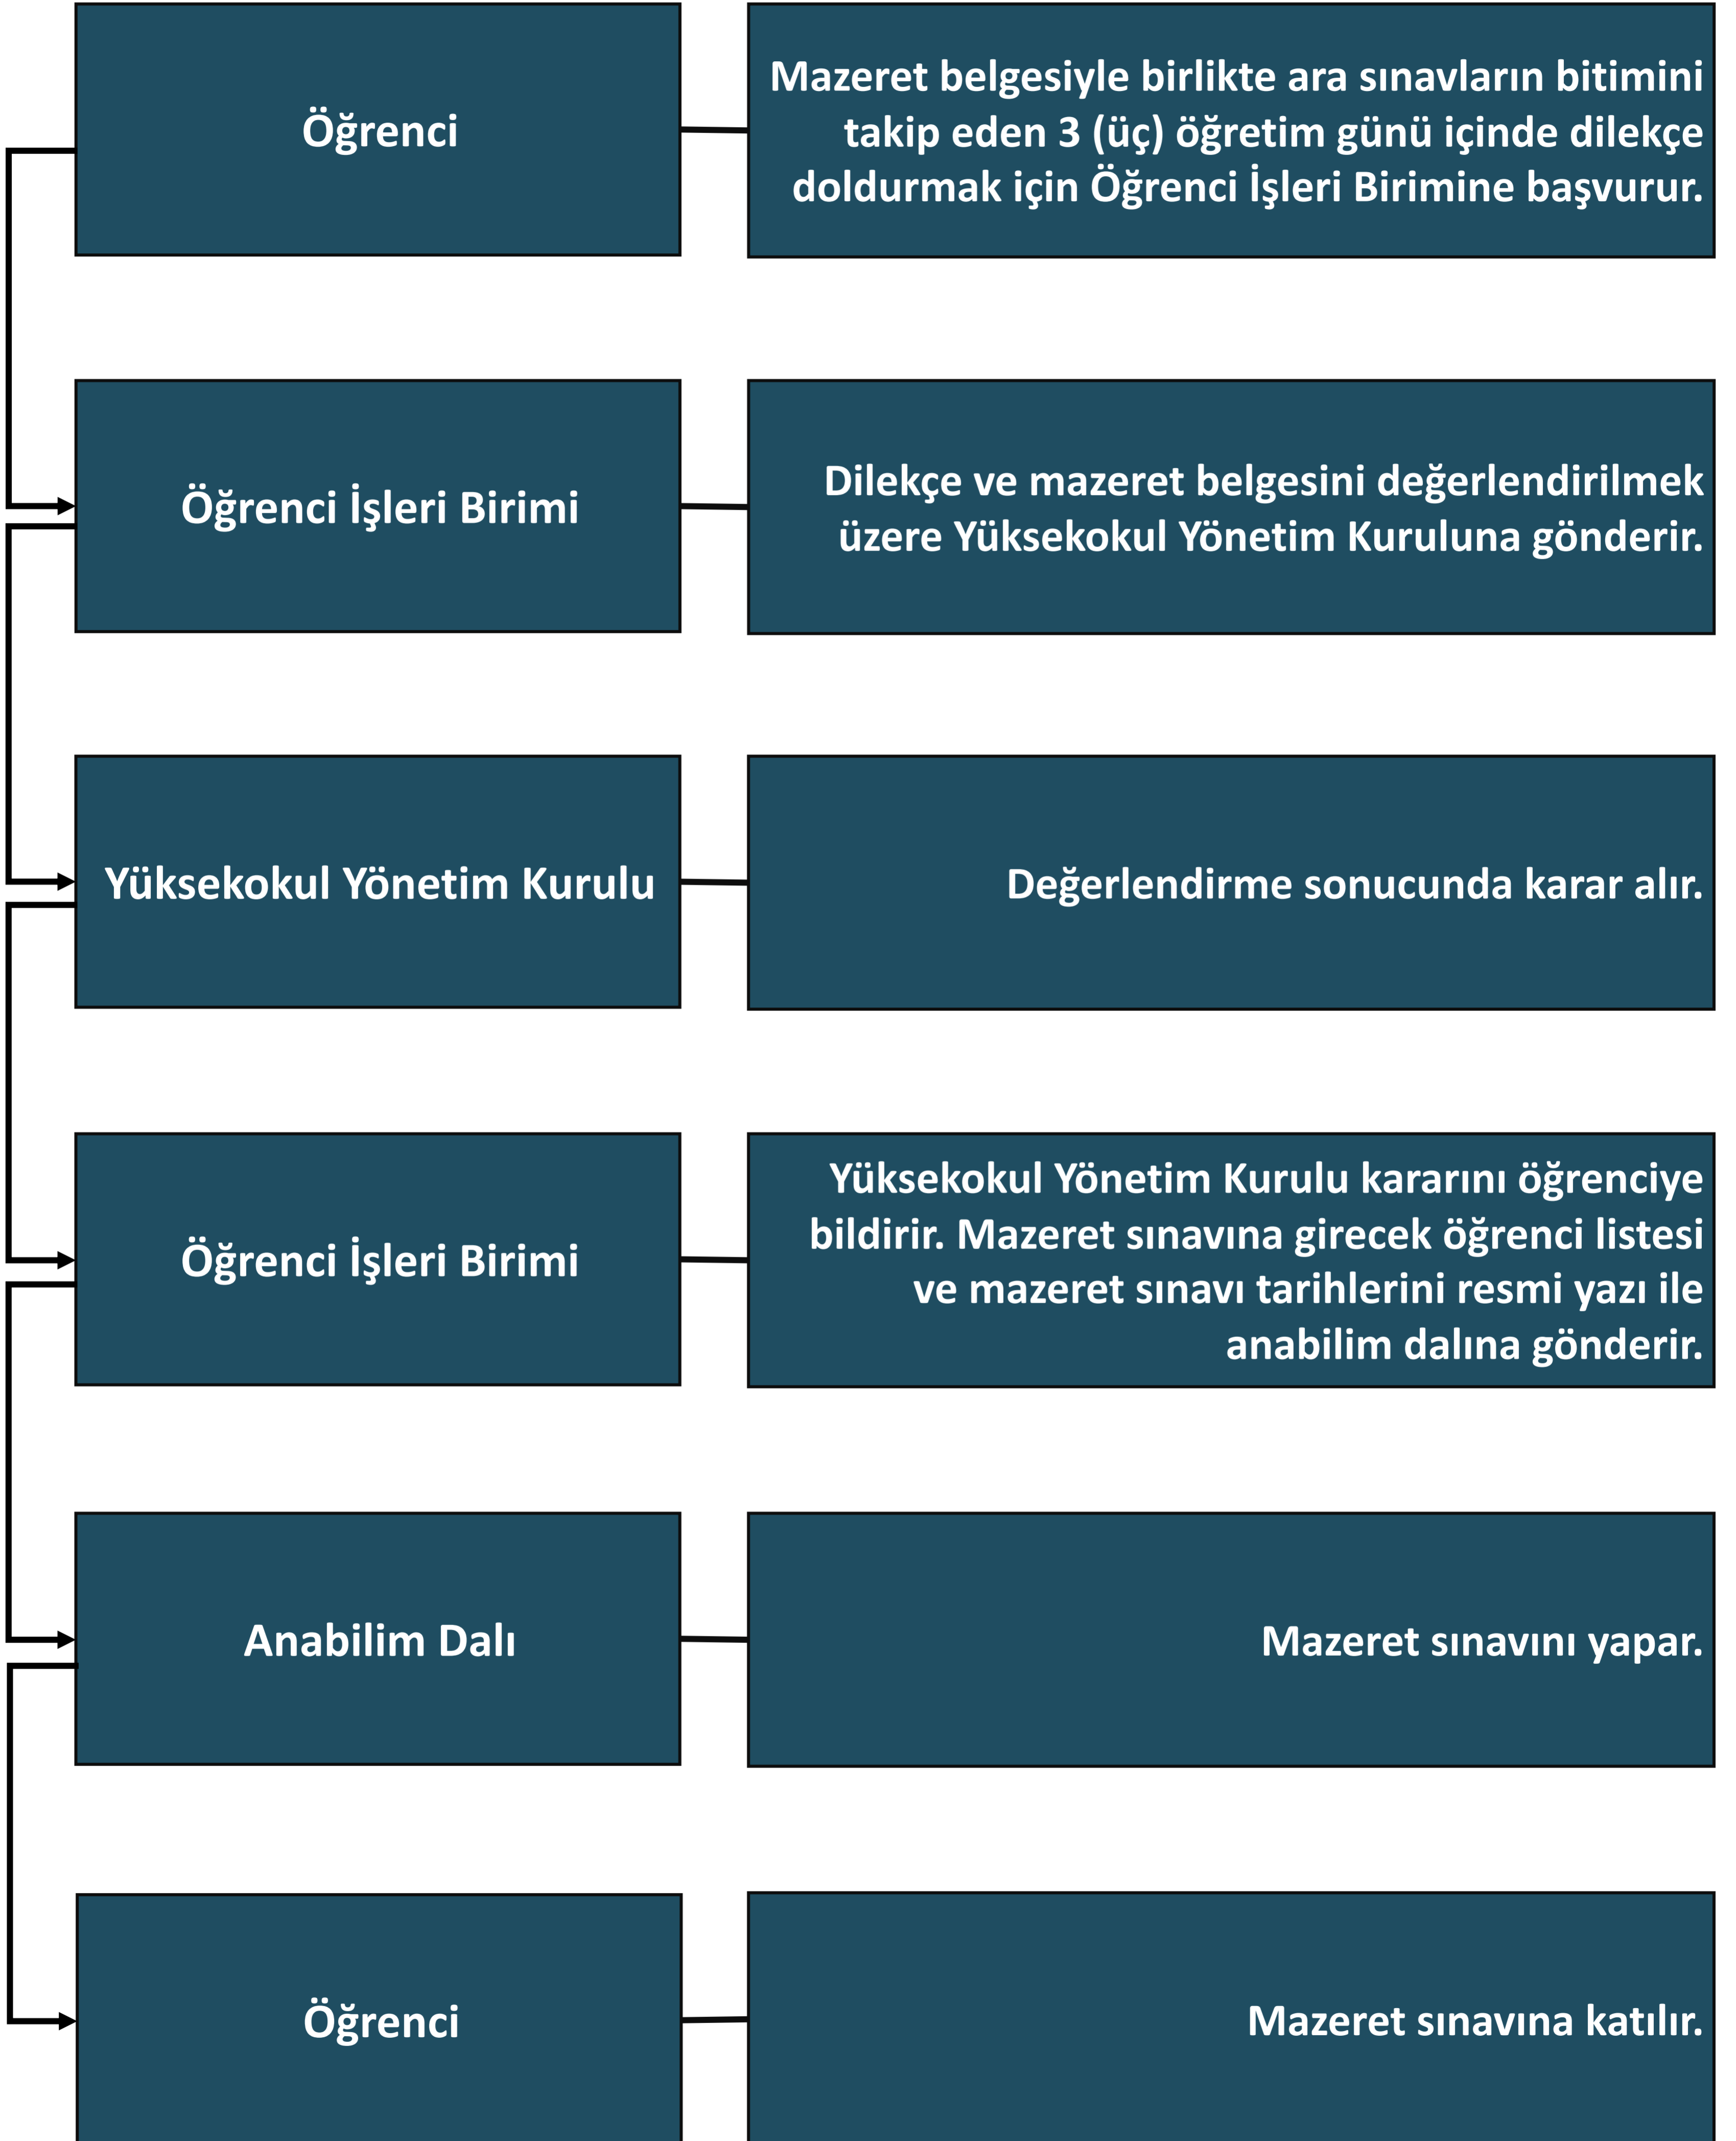 Öğrenci
Mazeret belgesiyle birlikte ara sınavların bitimini
takip eden 3 (üç) öğretim günü içinde dilekçe
doldurmak için Öğrenci İşleri Birimine başvurur.
Öğrenci İşleri Birimi
Dilekçe ve mazeret belgesini değerlendirilmek
üzere Yüksekokul Yönetim Kuruluna gönderir.
Yüksekokul Yönetim Kurulu
Değerlendirme sonucunda karar alır.
Öğrenci İşleri Birimi
Yüksekokul Yönetim Kurulu kararını öğrenciye
bildirir. Mazeret sınavına girecek öğrenci listesi
ve mazeret sınavı tarihlerini resmi yazı ile
anabilim dalına gönderir.
Anabilim Dalı
Mazeret sınavını yapar.
Öğrenci
Mazeret sınavına katılır.